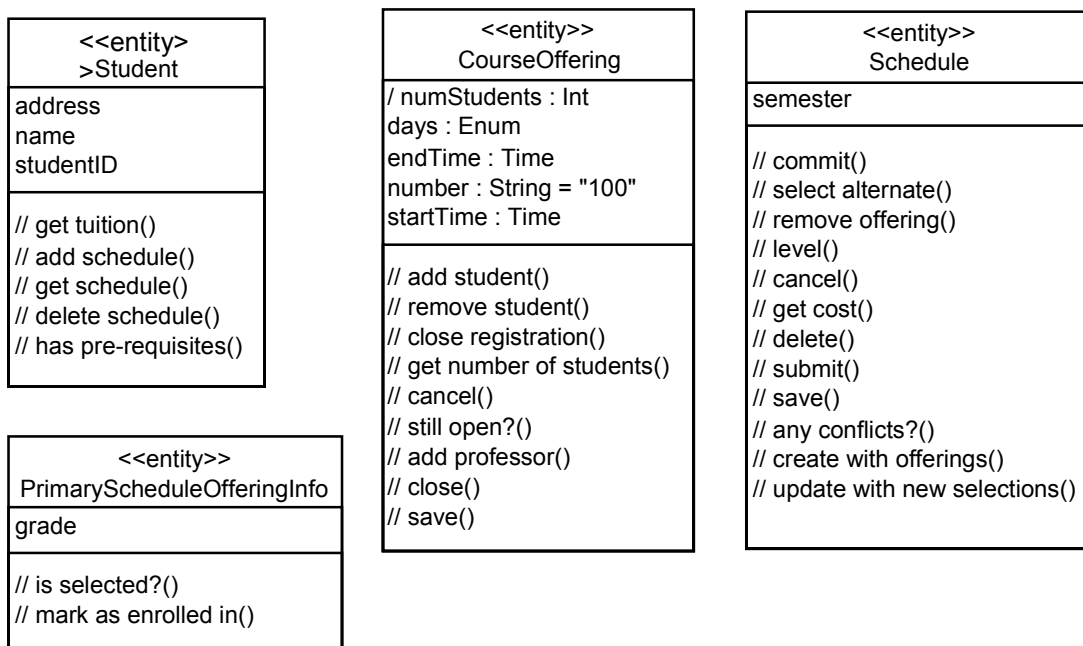 <<entity>
>Student
address
name
studentID
// get tuition()
// add schedule()
// get schedule()
// delete schedule()
// has pre-requisites()
<<entity>>
PrimaryScheduleOfferingInfo
grade
// is selected?()
// mark as enrolled in()
<<entity>>
CourseOffering
/ numStudents : Int
days : Enum
endTime : Time
number : String = "100"
startTime : Time
// add student()
// remove student()
// close registration()
// get number of students()
// cancel()
// still open?()
// add professor()
// close()
// save()
<<entity>>
Schedule
semester
// commit()
// select alternate()
// remove offering()
// level()
// cancel()
// get cost()
// delete()
// submit()
// save()
// any conflicts?()
// create with offerings()
// update with new selections()